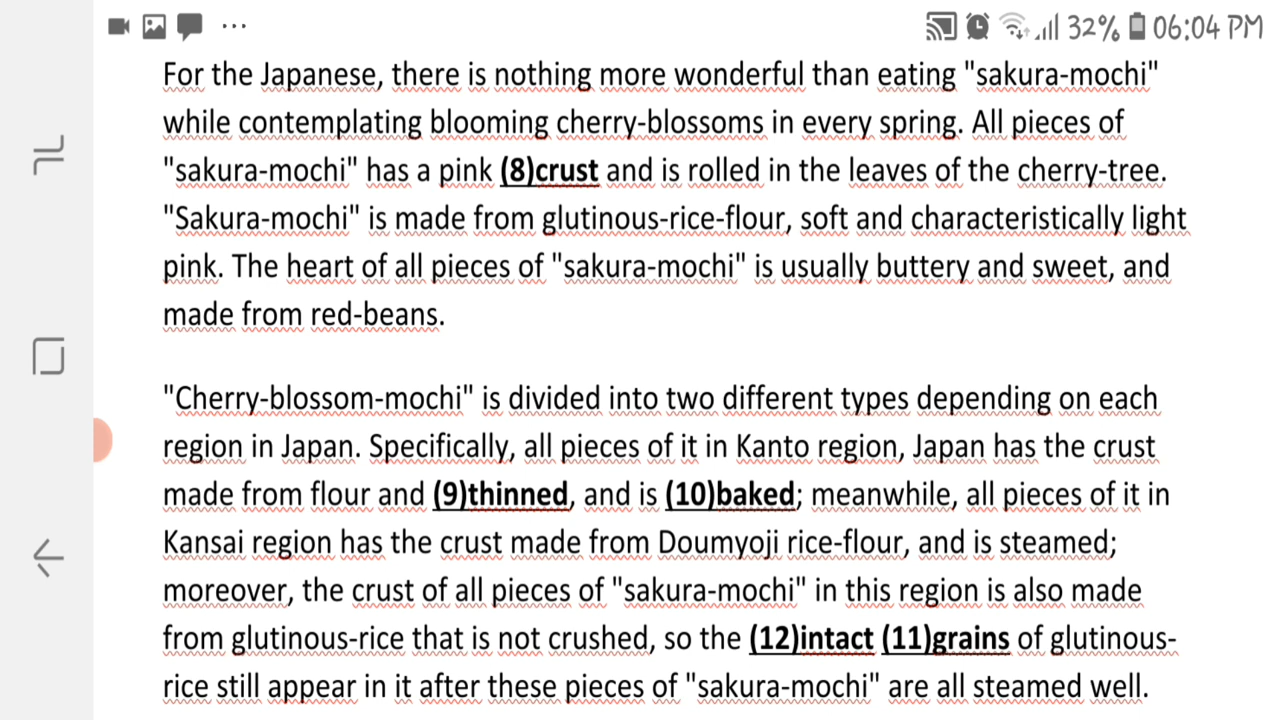 32% 06:04 PM
For the Japanese, there is nothing more wonderful than eating "sakura-mochi"
while contemplating blooming cherry-blossoms in every spring. All pieces of
"sakura-mochi" has a pink (8)crust and is rolled in the leaves of the cherry-tree.
"Sakura-mochi" is made from glutinous-rice-flour, soft and characteristically light
pink. The heart of all pieces of "sakura-mochi" is usually buttery and sweet, and
made from red-beans.
"Cherry-blossom-mochi" is divided into two different types depending on each
region in Japan. Specifically, all pieces of it in Kanto region, Japan has the crust
made from flour and (9)thinned, and is (10)baked; meanwhile, all pieces of it in
Kansai region has the crust made from Doumyoji rice-flour, and is steamed;
moreover, the crust of all pieces of "sakura-mochi" in this region is also made
from glutinous-rice that is not crushed, so the (12)intact (11)grains of glutinous-
rice still appear in it after these pieces of "sakura-mochi" are all steamed well.